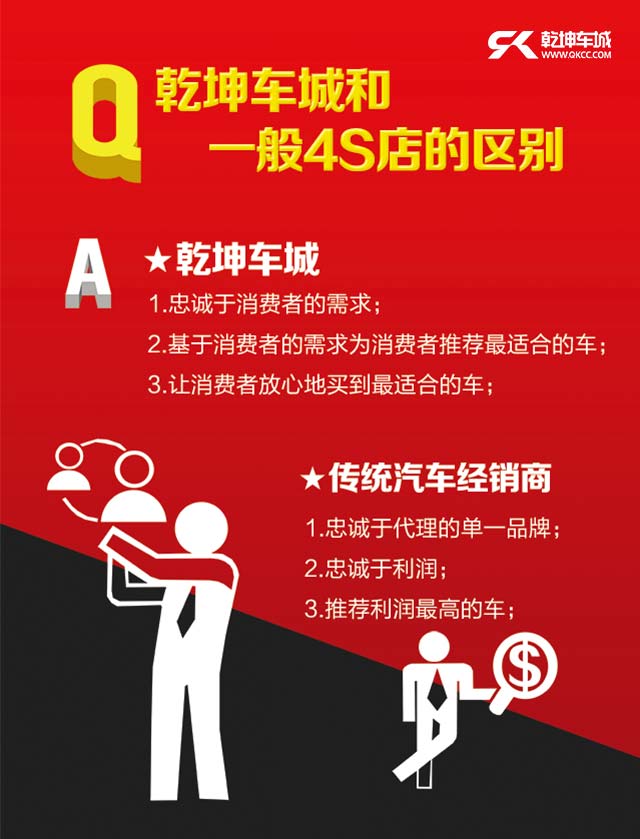 乾坤车城
WWW.QKCC.COM
Q 乾坤车城和
一般4S店的区别
A ★乾坤车城
1.忠诚于消费者的需求；
2.基于消费者的需求为消费者推荐最适合的车；
3.让消费者放心地买到最适合的车；
★传统汽车经销商
1.忠诚于代理的单一品牌；
2.忠诚于利润；
3.推荐利润最高的车；
$